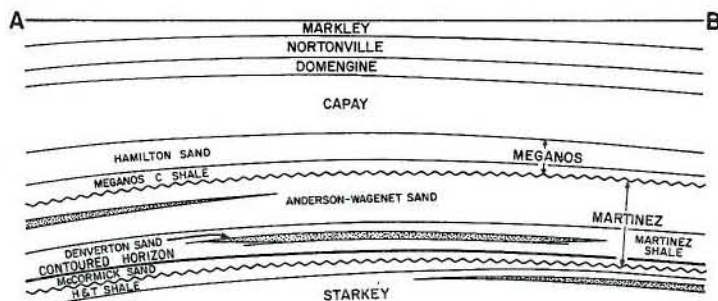 A
B
MARKLEY
NORTONVILLE
DOMENGINE
CAPAY
HAMILTON SAND
MEGANOS
MEGANOS C SHALE
ANDERSON-WAGENET SAND
MARTINEZ
DENVERTON SAND
MARTINEZ
SHALE
CONTOURED HORIZON
McCORMICK SAND
H&T SHALE
STARKEY